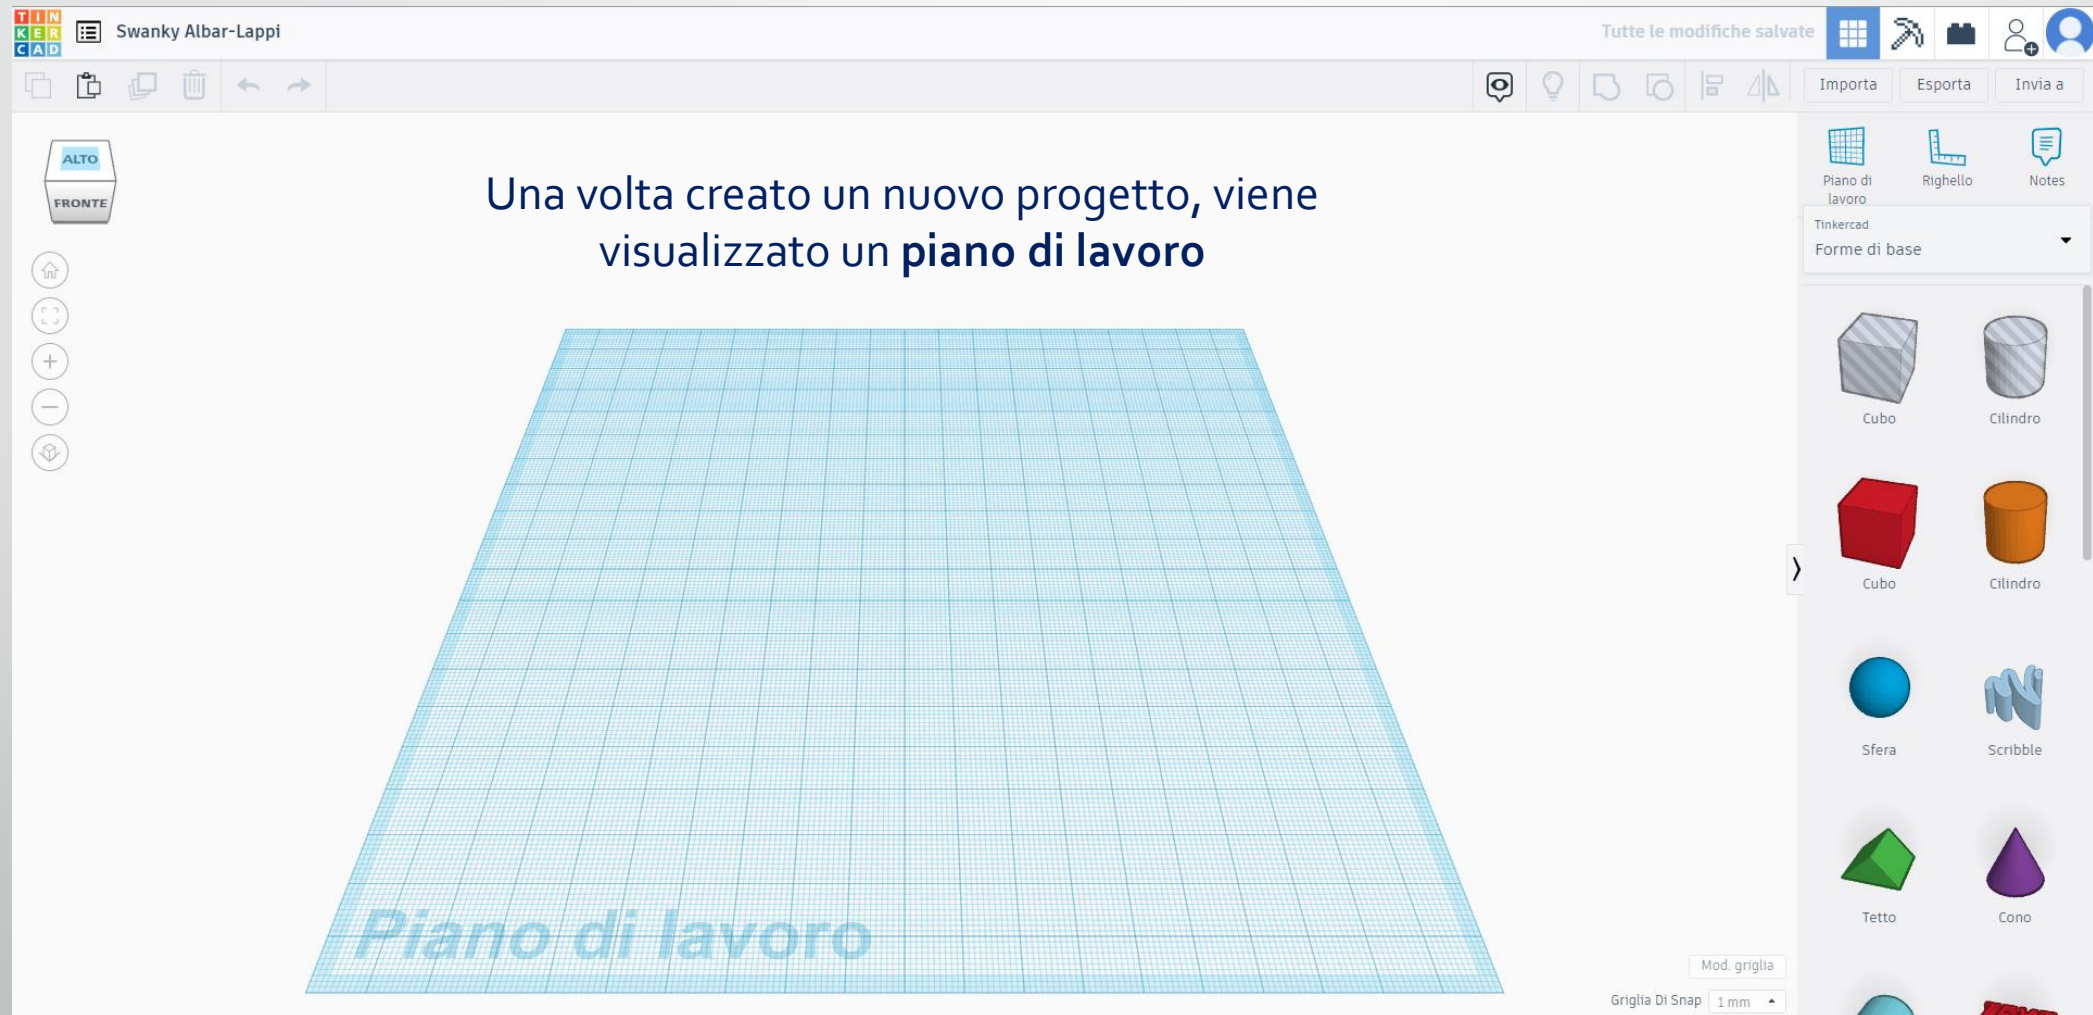 TIN
KER
CAD
Swanky Albar-Lappi
Tutte le modifiche salvate
Importa
Esporta
Invia a
ALTO
FRONTE
Una volta creato un nuovo progetto, viene
visualizzato un piano di lavoro
Piano di
lavoro
Righello
Notes
Tinkercad
Forme di base
Cubo
Cilindro
Cubo
Cilindro
Sfera
Scribble
Tetto
Cono
Piano di lavoro
Mod. griglia
Griglia Di Snap
1 mm